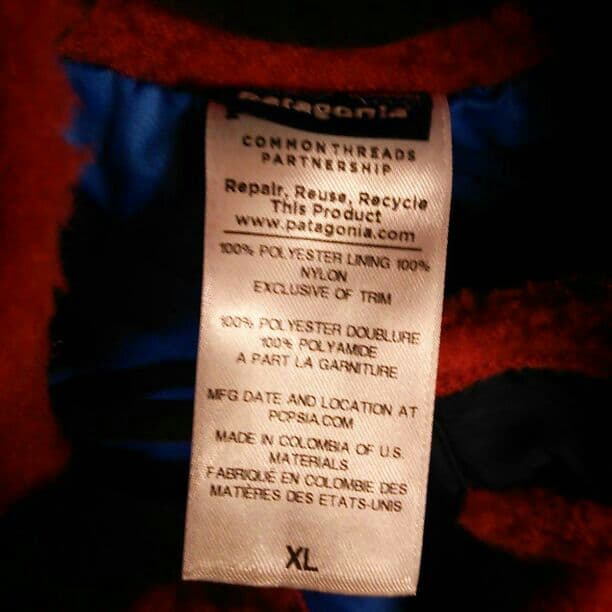 patagonia
COMMONTHREADS
PARTNERSHIP
Repair, Reuse, Recycle
This Product
www.patagonia.com
100% POLYESTER LINING 100%
NYLON
EXCLUSIVE OF TRIM
100% POLYESTER DOUBLURE
100% POLYAMIDE
A PART LA GARNITURE
MFG DATE AND LOCATION AT
PCPSIA.COM
MADE IN COLOMBIA OF U.S.
MATERIALS
FABRIQUÉ EN COLOMBIE DES
MATIÈRES DES ETATS-UNIS
XL